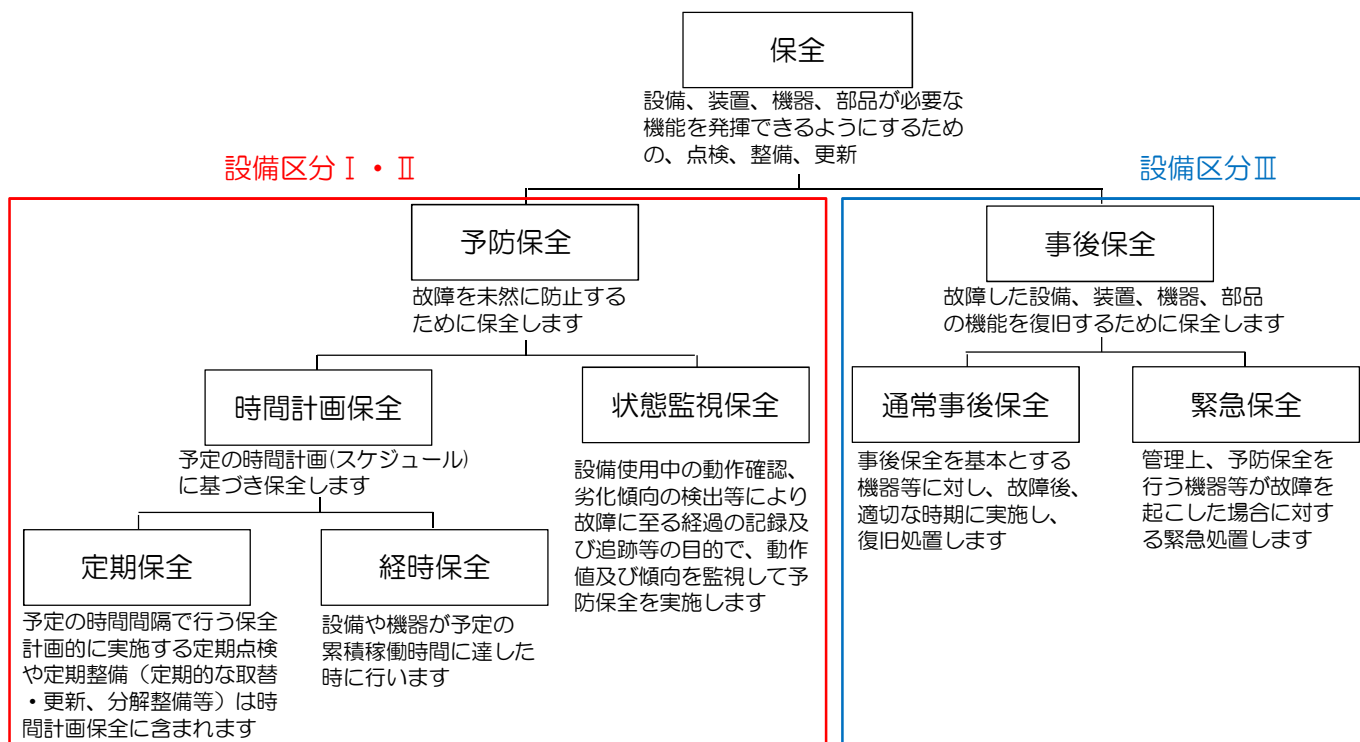 保全
設備、装置、機器、部品が必要な
機能を発揮できるようにするため
の、点検、整備、更新
設備区分Ⅰ・Ⅱ
設備区分Ⅲ
予防保全
故障を未然に防止する
ために保全します
事後保全
故障した設備、装置、機器、部品
の機能を復旧するために保全します
時間計画保全
予定の時間計画(スケジュール)
に基づき保全します
状態監視保全
設備使用中の動作確認、
劣化傾向の検出等により
故障に至る経過の記録及
び追跡等の目的で、動作
値及び傾向を監視して予
防保全を実施します
通常事後保全
事後保全を基本とする
機器等に対し、故障後、
適切な時期に実施し、
復旧処置します
緊急保全
管理上、予防保全を
行う機器等が故障を
起こした場合に対す
る緊急処置します
定期保全
予定の時間間隔で行う保全
計画的に実施する定期点検
や定期整備（定期的な取替
・更新、分解整備等）は時
間計画保全に含まれます
経時保全
設備や機器が予定の
累積稼働時間に達した
時に行います